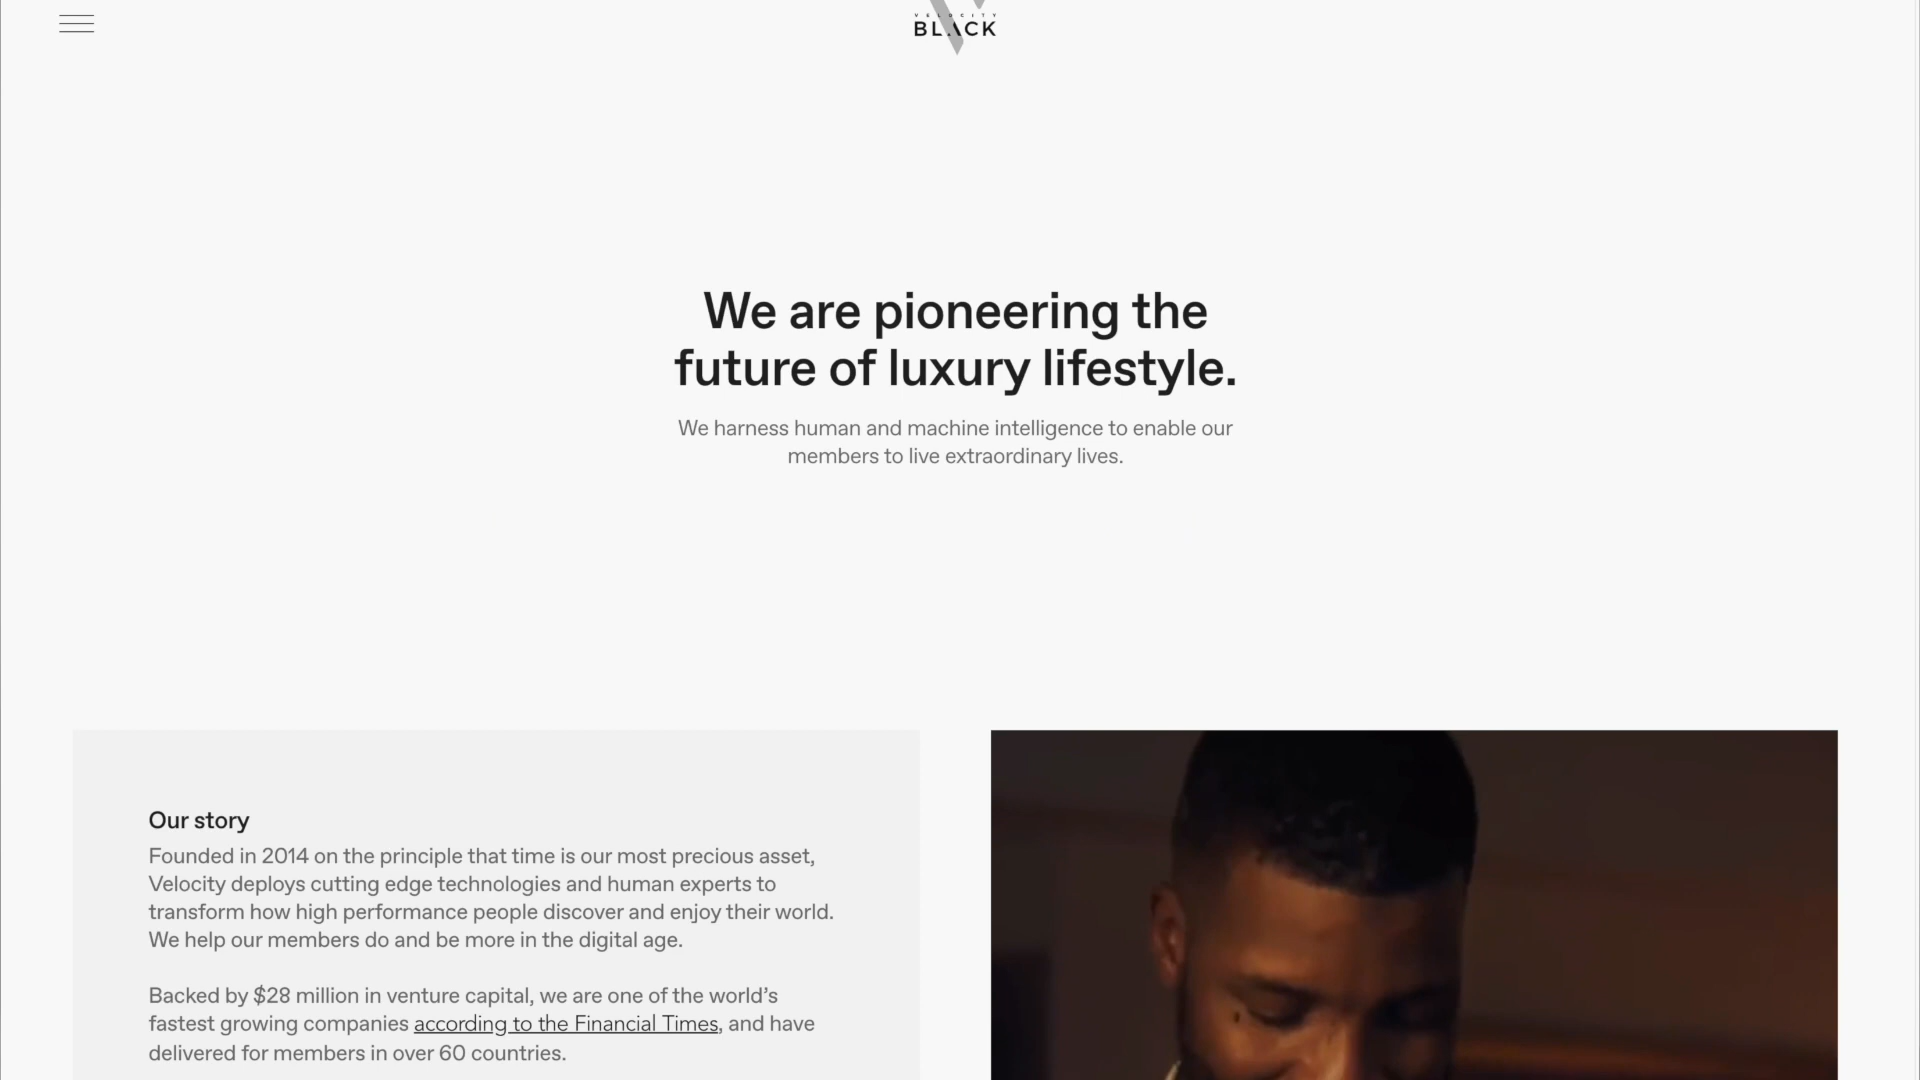 VELOCITY
BLACK
We are pioneering the
future of luxury lifestyle.
We harness human and machine intelligence to enable our
members to live extraordinary lives.
Our story
Founded in 2014 on the principle that time is our most precious asset,
Velocity deploys cutting edge technologies and human experts to
transform how high performance people discover and enjoy their world.
We help our members do and be more in the digital age.
Backed by $28 million in venture capital, we are one of the world’s
fastest growing companies according to the Financial Times, and have
delivered for members in over 60 countries.